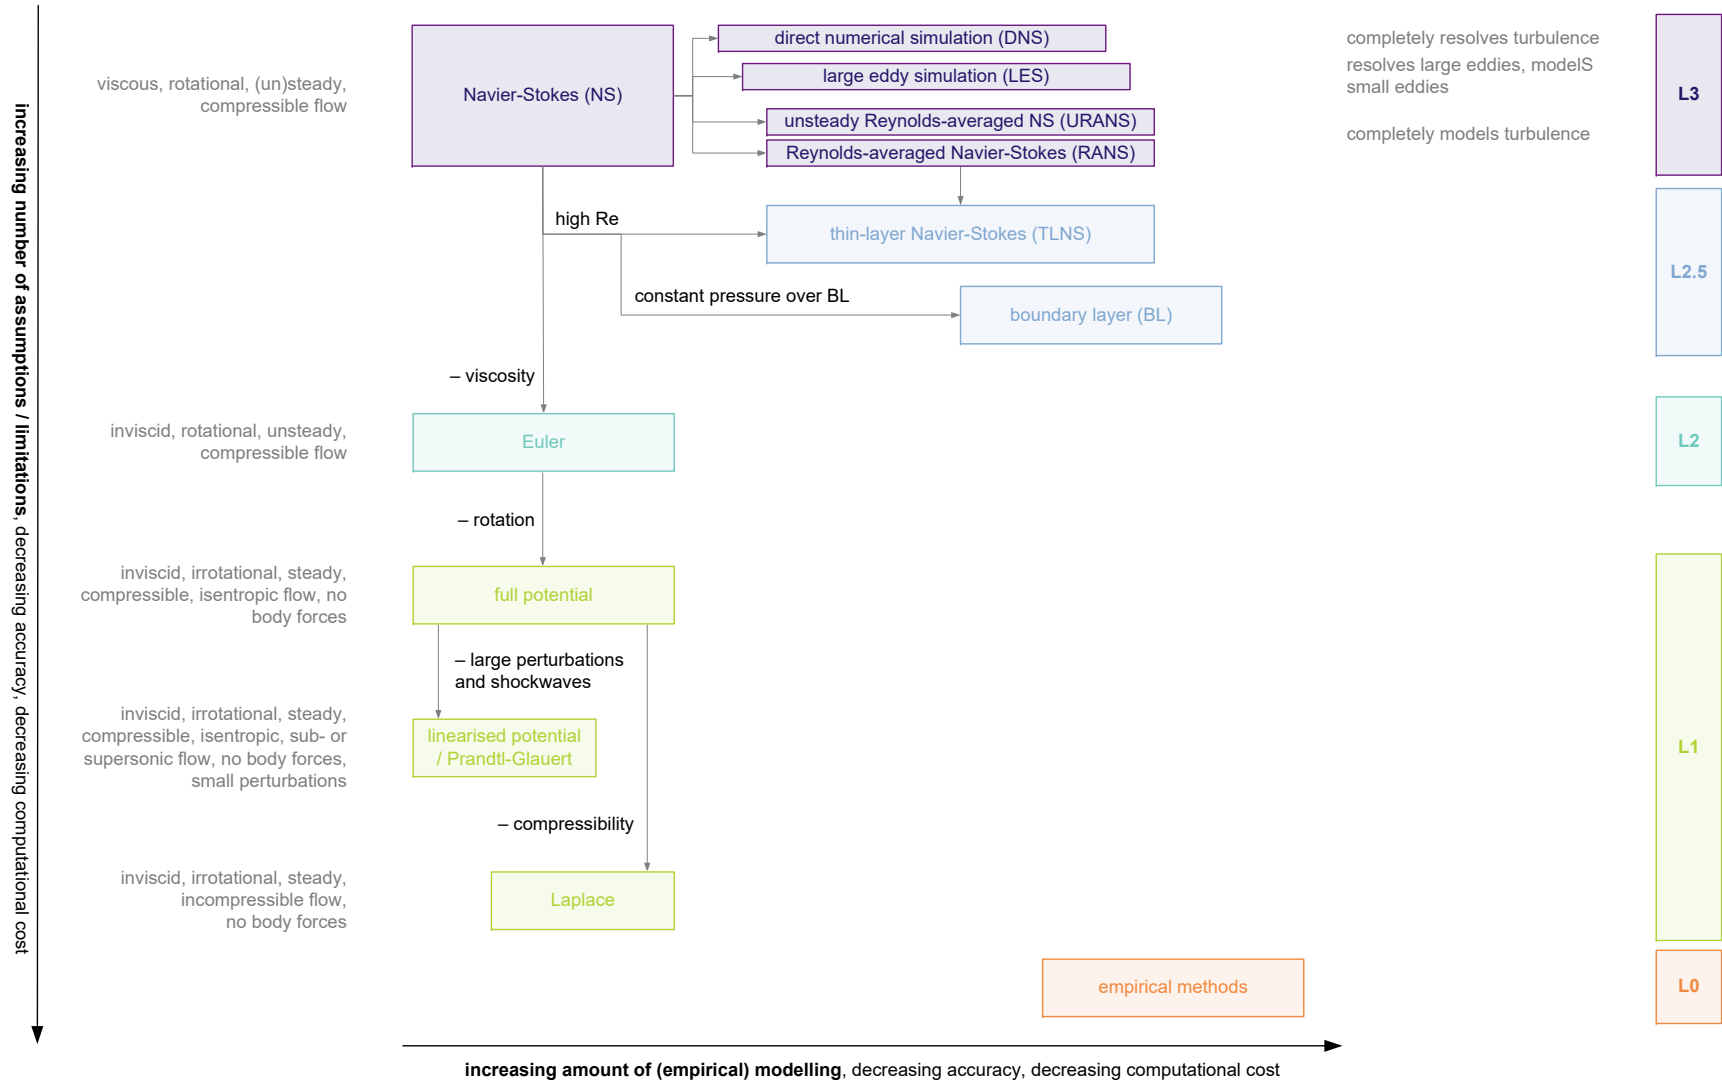 direct numerical simulation (DNS)
completely resolves turbulence
viscous, rotational, (un)steady,
compressible flow
Navier-Stokes (NS)
large eddy simulation (LES)
resolves large eddies, modelS
small eddies
L3
unsteady Reynolds-averaged NS (URANS)
completely models turbulence
Reynolds-averaged Navier-Stokes (RANS)
high Re
thin-layer Navier-Stokes (TLNS)
L2.5
constant pressure over BL
boundary layer (BL)
– viscosity
inviscid, rotational, unsteady,
compressible flow
Euler
L2
– rotation
inviscid, irrotational, steady,
compressible, isentropic flow, no
body forces
full potential
– large perturbations
and shockwaves
inviscid, irrotational, steady,
compressible, isentropic, sub- or
supersonic flow, no body forces,
small perturbations
linearised potential
/ Prandtl-Glauert
L1
– compressibility
inviscid, irrotational, steady,
incompressible flow,
no body forces
Laplace
empirical methods
L0
increasing number of assumptions / limitations, decreasing accuracy, decreasing computational cost
increasing amount of (empirical) modelling, decreasing accuracy, decreasing computational cost